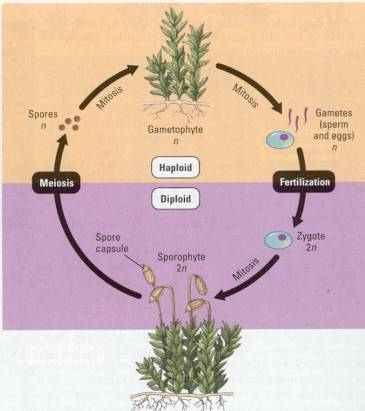 Mitosis
Mitosis
Spores
n
Gametophyte
n
Gametes
(sperm
and eggs)
n
Haploid
Meiosis
Fertilization
Diploid
Spore
capsule
Sporophyte
2n
Zygote
2n
Mitosis